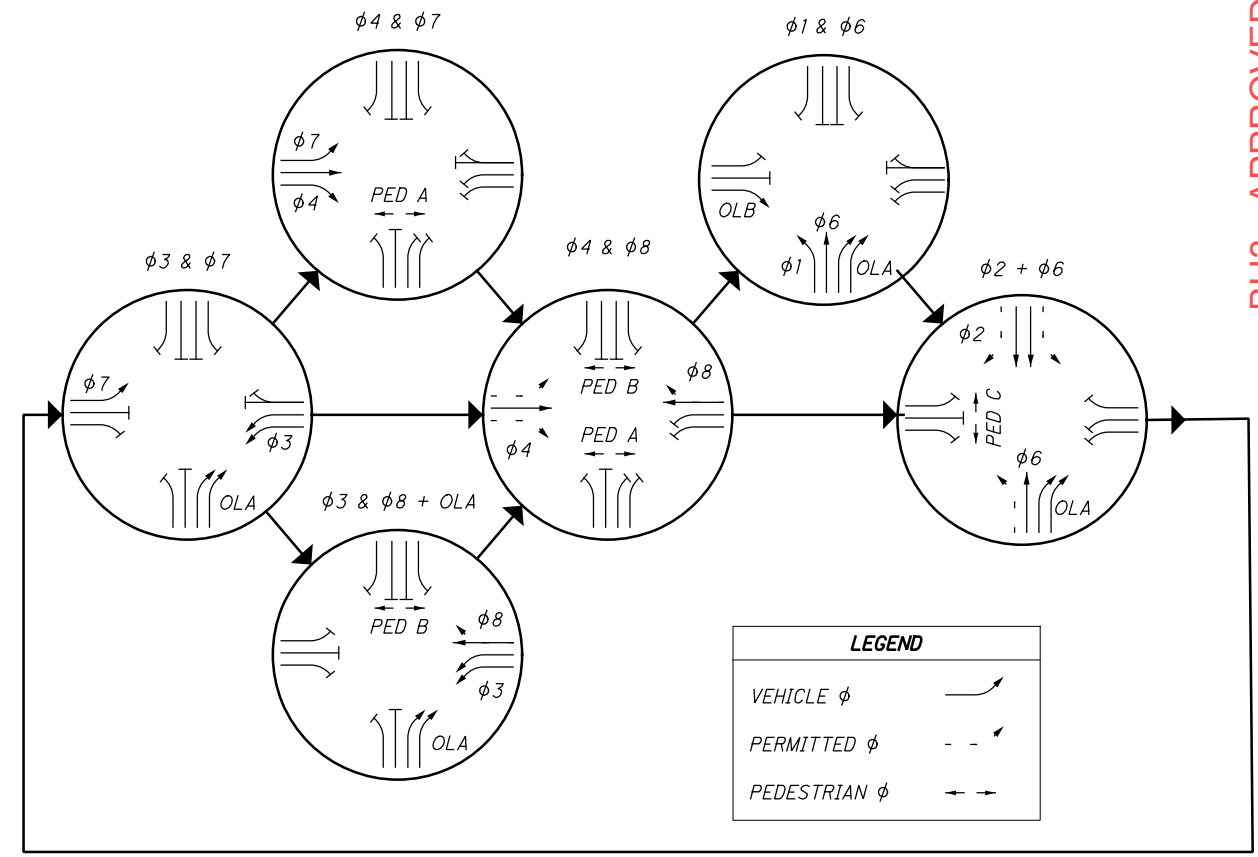 ϕ4 & ϕ7
ϕ7
ϕ4
PED A
ϕ1 & ϕ6
OLB
ϕ6
ϕ1
OLA
ϕ3 & ϕ7
ϕ7
ϕ3
OLA
ϕ4 & ϕ8
PED B
ϕ8
PED A
ϕ4
ϕ2 + ϕ6
ϕ2
PED C
ϕ6
OLA
ϕ3 & ϕ8 + OLA
PED B
ϕ8
ϕ3
OLA
LEGEND
VEHICLE ϕ
PERMITTED ϕ
PEDESTRIAN ϕ
APPROVED